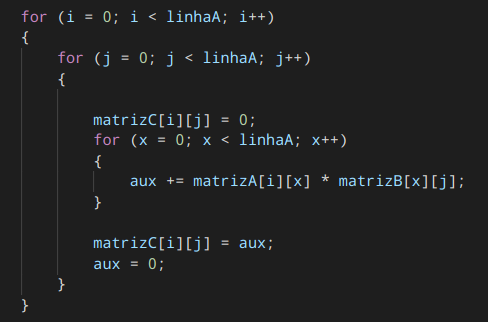 for (i = 0; i < linhaA; i++)
{
    for (j = 0; j < linhaA; j++)
    {
        matrizC[i][j] = 0;
        for (x = 0; x < linhaA; x++)
        {
            aux += matrizA[i][x] * matrizB[x][j];
        }
        matrizC[i][j] = aux;
        aux = 0;
    }
}